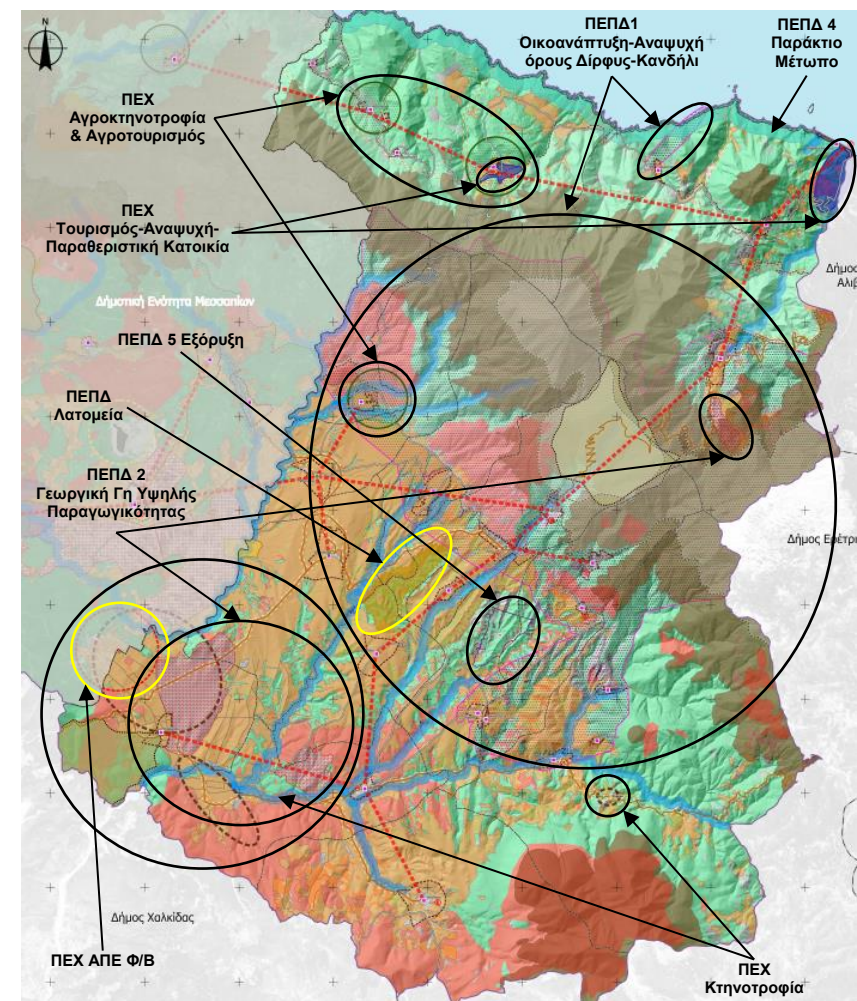 N
ΠΕΠΔ1
Οικοανάπτυξη-Αναψυχή
όρους Δίρφυς-Κανδήλι
ΠΕΠΔ 4
Παράκτιο
Μέτωπο
ΠΕΧ
Αγροκτηνοτροφία
& Αγροτουρισμός
ΠΕΧ
Τουρισμός-Αναψυχή-
Παραθεριστική Κατοικία
Δήμος
Αλιβ
Δημοτική Ενότητα Μεσσαπίων
ΠΕΠΔ 5 Εξόρυξη
ΠΕΠΔ
Λατομεία
ΠΕΠΔ 2
Γεωργική Γη Υψηλής
Παραγωγικότητας
Δήμος Ερέτρι
Δήμος Χαλκίδας
ΠΕΧ ΑΠΕ Φ/Β
ΠΕΧ
Κτηνοτροφία